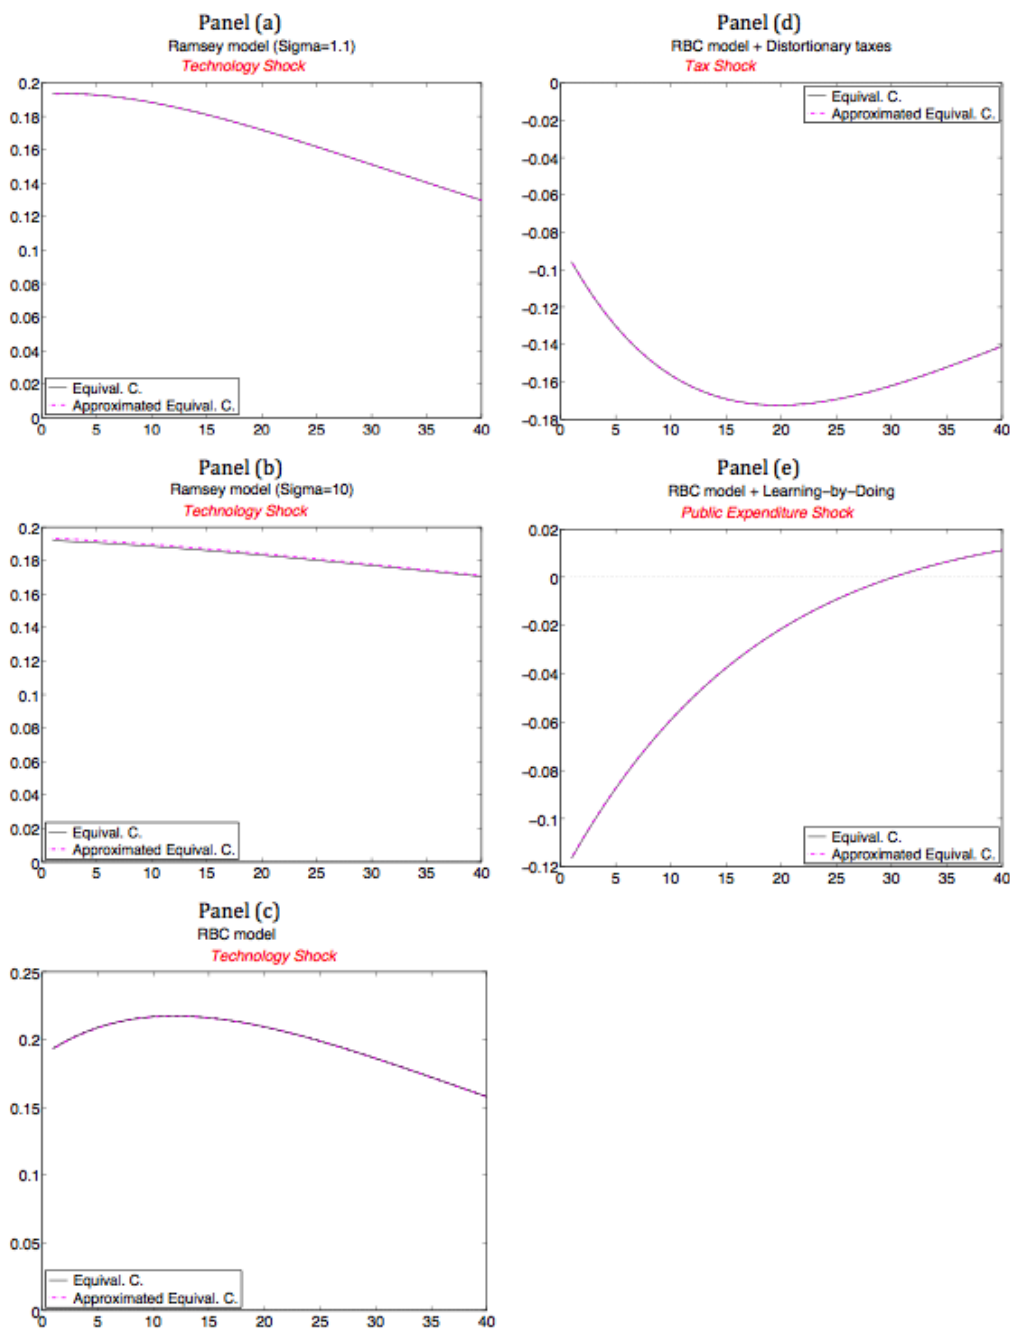 Panel (a)
Ramsey model (Sigma=1.1)
Technology Shock
0.2
0.18
0.16
0.14
0.12
0.1
0.08
0.06
0.04
0.02
0
Equival. C.
Approximated Equival. C.
0 5 10 15 20 25 30 35 40
Panel (b)
Ramsey model (Sigma=10)
Technology Shock
0.2
0.18
0.16
0.14
0.12
0.1
0.08
0.06
0.04
0.02
0
Equival. C.
Approximated Equival. C.
0 5 10 15 20 25 30 35 40
Panel (c)
RBC model
Technology Shock
0.25
0.2
0.15
0.1
0.05
0
Equival. C.
Approximated Equival. C.
0 5 10 15 20 25 30 35 40
Panel (d)
RBC model + Distortionary taxes
Tax Shock
0
−0.02
−0.04
−0.06
−0.08
−0.1
−0.12
−0.14
−0.16
−0.18
Equival. C.
Approximated Equival. C.
0 5 10 15 20 25 30 35 40
Panel (e)
RBC model + Learning−by−Doing
Public Expenditure Shock
0.02
0
−0.02
−0.04
−0.06
−0.08
−0.1
−0.12
Equival. C.
Approximated Equival. C.
0 5 10 15 20 25 30 35 40